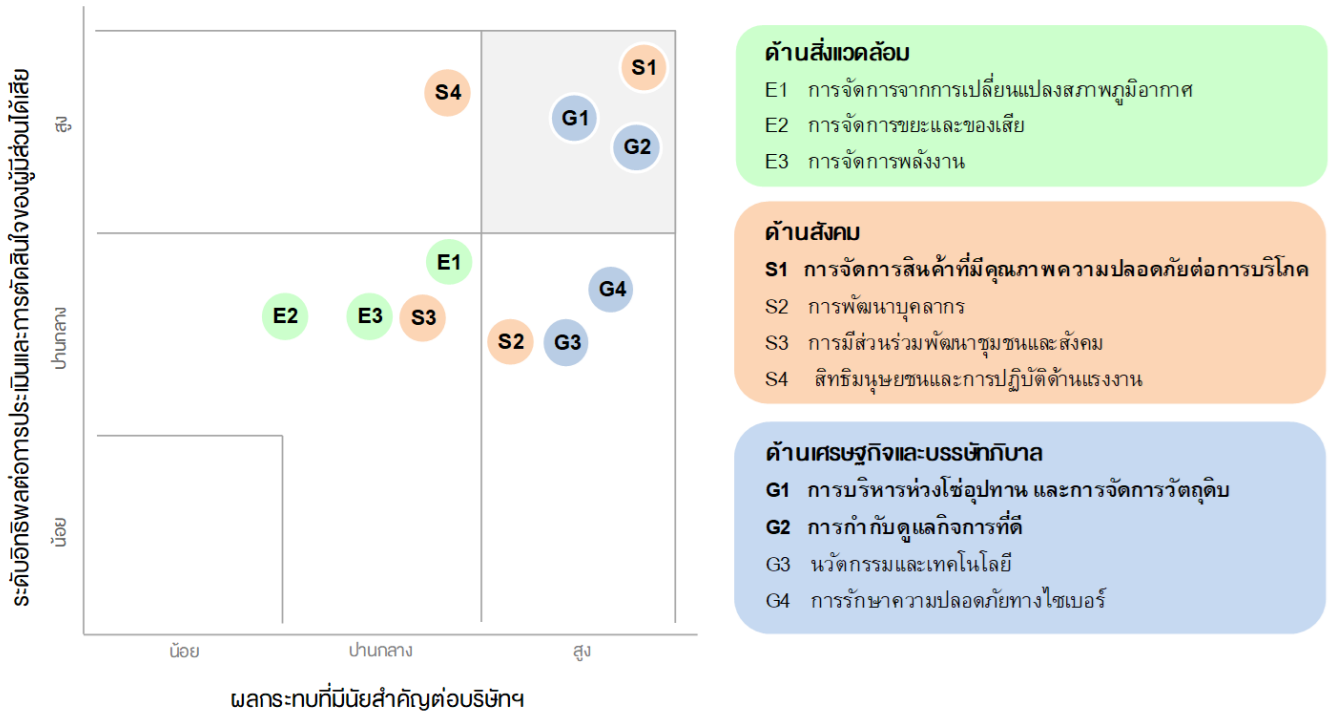 ระดับอิทธิพลต่อการประเมินและการตัดสินใจของผู้มีส่วนได้เสีย
สูง
ปานกลาง
น้อย
S1
S4
G1
G2
E1
G4
E2
E3
S3
S2
G3
น้อย
ปานกลาง
สูง
ผลกระทบที่มีนัยสำคัญต่อบริษัทฯ
ด้านสิ่งแวดล้อม
E1 การจัดการจากการเปลี่ยนแปลงสภาพภูมิอากาศ
E2 การจัดการขยะและของเสีย
E3 การจัดการพลังงาน
ด้านสังคม
S1 การจัดการสินค้าที่มีคุณภาพความปลอดภัยต่อการบริโภค
S2 การพัฒนาบุคลากร
S3 การมีส่วนร่วมพัฒนาชุมชนและสังคม
S4 สิทธิมนุษยชนและการปฏิบัติด้านแรงงาน
ด้านเศรษฐกิจและบรรษัทภิบาล
G1 การบริหารห่วงโซ่อุปทาน และการจัดการวัตถุดิบ
G2 การกำกับดูแลกิจการที่ดี
G3 นวัตกรรมและเทคโนโลยี
G4 การรักษาความปลอดภัยทางไซเบอร์